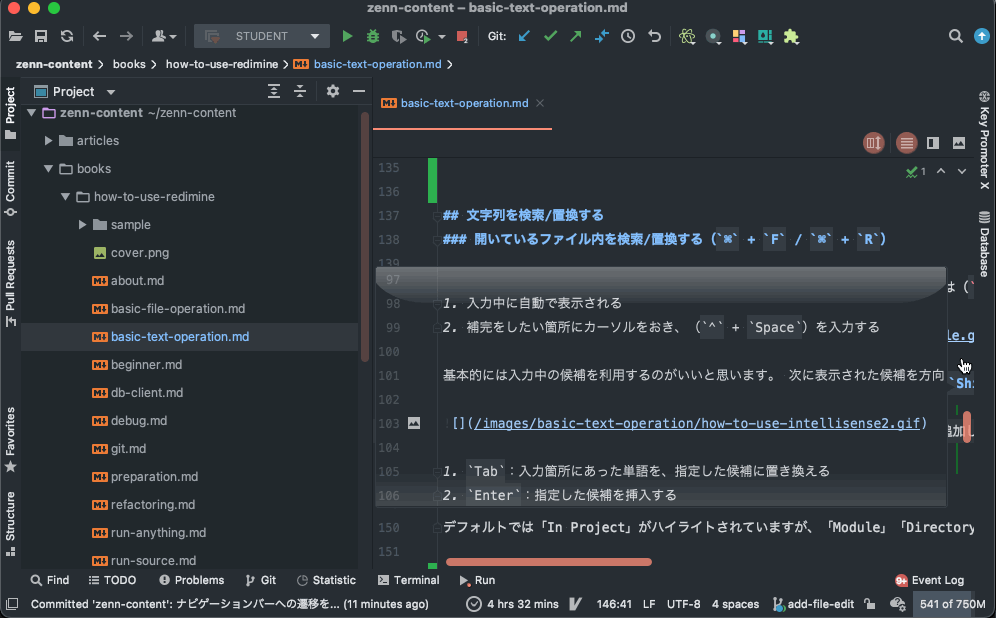 zenn-content – basic-text-operation.md
STUDENT
Git:
zenn-content
books
how-to-use-redimine
basic-text-operation.md
Project
Project
Commit
Pull Requests
Favorites
Structure
zenn-content ~/zenn-content
articles
books
how-to-use-redimine
sample
cover.png
about.md
basic-file-operation.md
basic-text-operation.md
beginner.md
db-client.md
debug.md
git.md
preparation.md
refactoring.md
run-anything.md
run-source.md
basic-text-operation.md
1
135
136
137 ## 文字列を検索/置換する
138 ### 開いているファイル内を検索/置換する (`⌘` + `F` / `⌘` + `R`)
139
97
98 1. 入力中に自動で表示される
99 2. 補完をしたい箇所にカーソルをおき、(`^` + `Space`) を入力する
100
101 基本的には入力中の候補を利用するのがいいと思います。 次に表示された候補を方向
102
103 ![](/images/basic-text-operation/how-to-use-intellisense2.gif)
104
105 1. `Tab`:入力箇所にあった単語を、指定した候補に置き換える
106 2. `Enter`:指定した候補を挿入する
は (`
le.g
`Shi
追加し
150 デフォルトでは「In Project」がハイライトされていますが、「Module」「Directory
151
Key Promoter X
Database
Find
TODO
Problems
Git
Statistic
Terminal
Run
9+ Event Log
Committed 'zenn-content': ナビゲーションバーへの遷移を... (11 minutes ago)
4 hrs 32 mins
146:41
LF
UTF-8
4 spaces
add-file-edit
541 of 750M